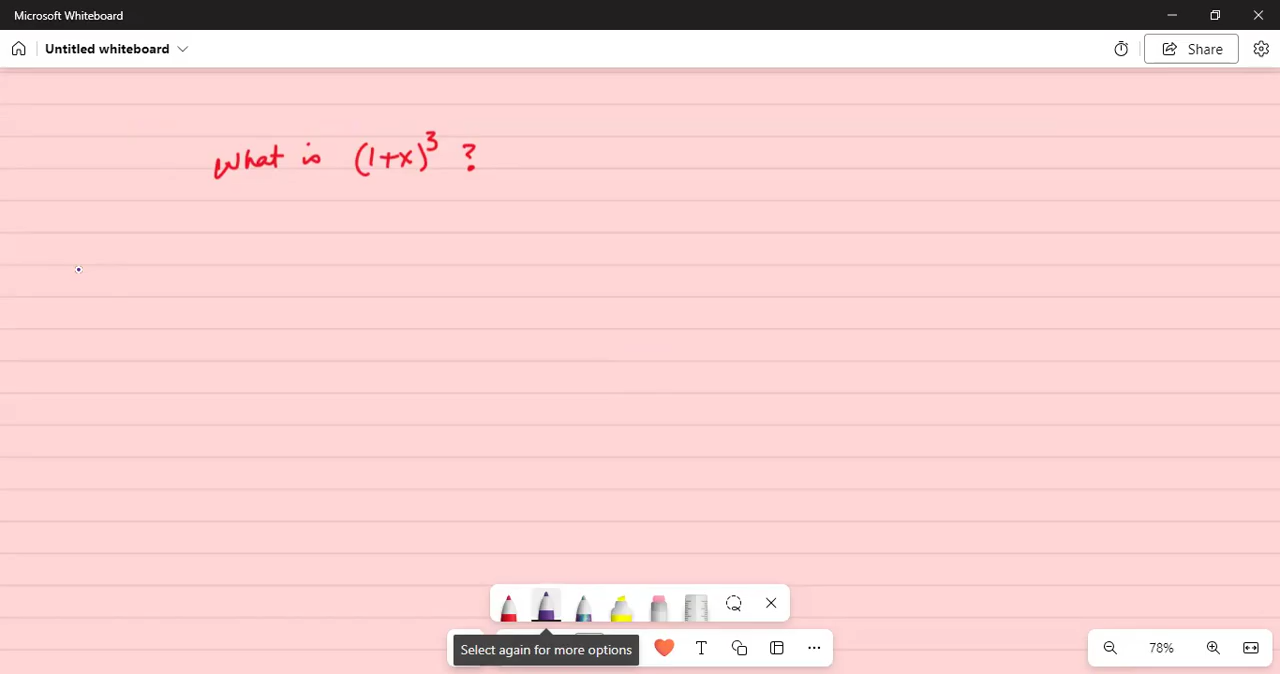 Microsoft Whiteboard
Untitled whiteboard
Share
What is (1+x)³ ?
Select again for more options
T
78%